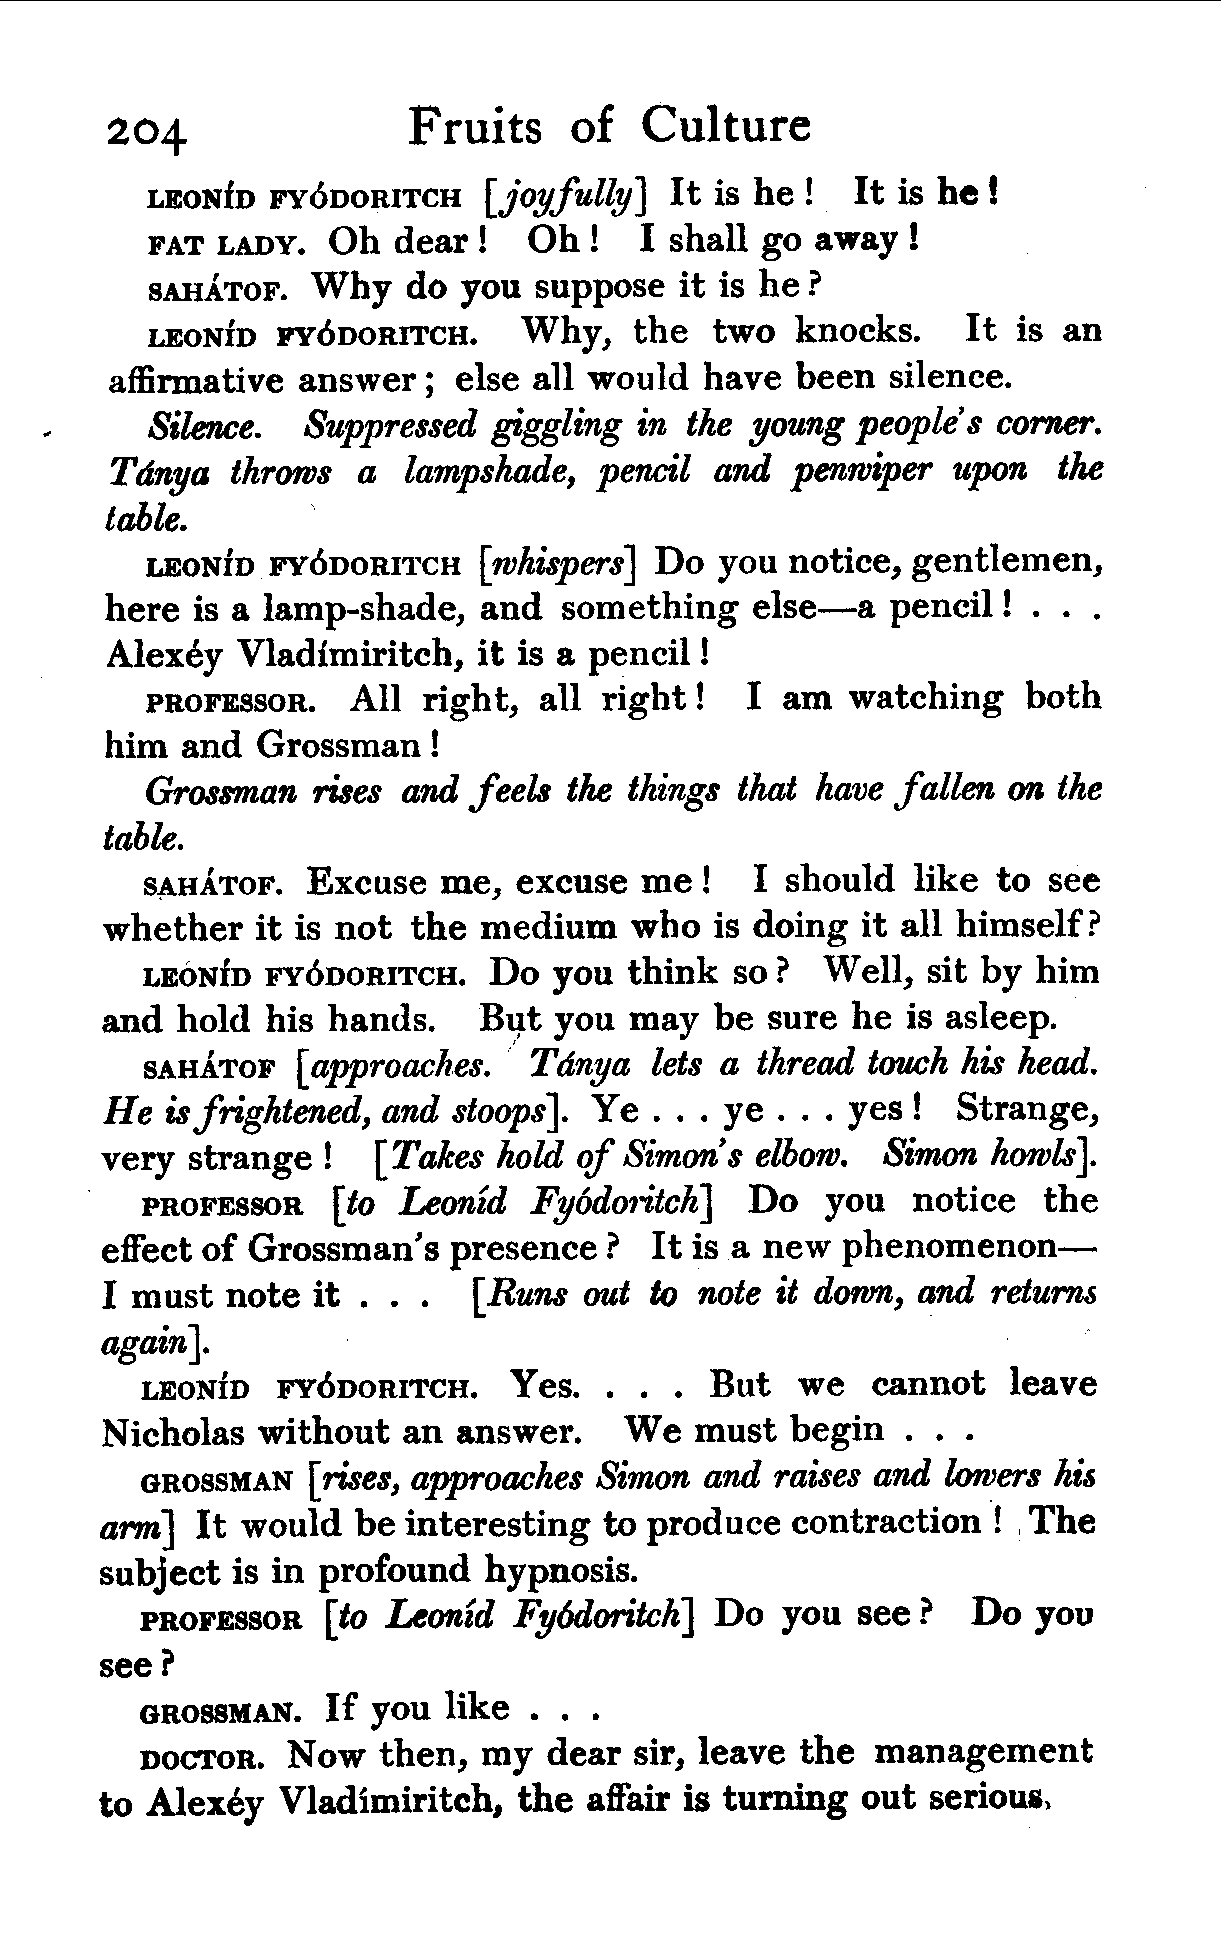 204 Fruits of Culture
LEONÍD FYÓDORITCH [joyfully] It is he! It is he!
FAT LADY. Oh dear! Oh! I shall go away!
SAHÁTOF. Why do you suppose it is he?
LEONÍD FYÓDORITCH. Why, the two knocks. It is an
affirmative answer; else all would have been silence.
Silence. Suppressed giggling in the young people's corner.
Tánya throws a lampshade, pencil and penwiper upon the
table.
LEONÍD FYÓDORITCH [whispers] Do you notice, gentlemen,
here is a lamp-shade, and something else—a pencil! . . .
Alexéy Vladímiritch, it is a pencil!
PROFESSOR. All right, all right! I am watching both
him and Grossman!
Grossman rises and feels the things that have fallen on the
table.
SAHÁTOF. Excuse me, excuse me! I should like to see
whether it is not the medium who is doing it all himself?
LEONÍD FYÓDORITCH. Do you think so? Well, sit by him
and hold his hands. But you may be sure he is asleep.
SAHÁTOF [approaches. Tánya lets a thread touch his head.
He is frightened, and stoops]. Ye . . . ye . . . yes! Strange,
very strange! [Takes hold of Simon's elbow. Simon howls].
PROFESSOR [to Leoníd Fyódoritch] Do you notice the
effect of Grossman's presence? It is a new phenomenon—
I must note it . . . [Runs out to note it down, and returns
again].
LEONÍD FYÓDORITCH. Yes. . . . But we cannot leave
Nicholas without an answer. We must begin . . .
GROSSMAN [rises, approaches Simon and raises and lowers his
arm] It would be interesting to produce contraction! The
subject is in profound hypnosis.
PROFESSOR [to Leoníd Fyódoritch] Do you see? Do you
see?
GROSSMAN. If you like . . .
DOCTOR. Now then, my dear sir, leave the management
to Alexéy Vladímiritch, the affair is turning out serious.